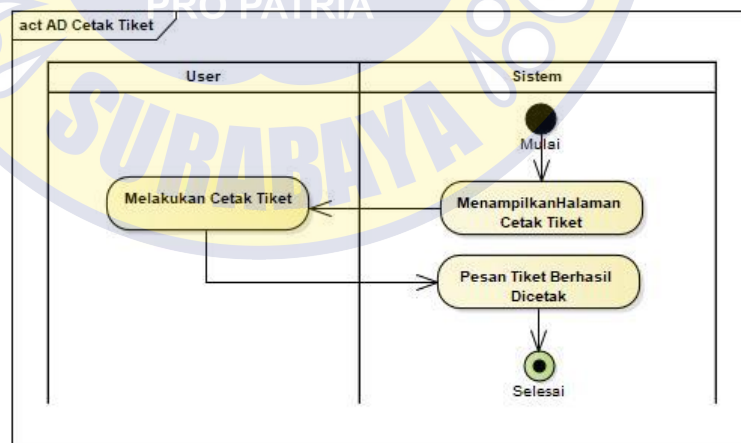 PRO PATRIA
act AD Cetak Tiket
User
Sistem
SURABAYA
Mulai
Melakukan Cetak Tiket
MenampilkanHalaman
Cetak Tiket
Pesan Tiket Berhasil
Dicetak
Selesai